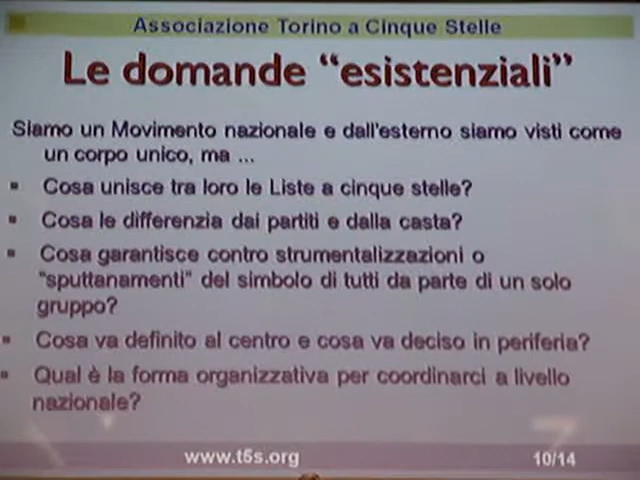 Associazione Torino a Cinque Stelle
Le domande “esistenziali”
Siamo un Movimento nazionale e dall'esterno siamo visti come
un corpo unico, ma ...
▪ Cosa unisce tra loro le Liste a cinque stelle?
▪ Cosa le differenzia dai partiti e dalla casta?
▪ Cosa garantisce contro strumentalizzazioni o
"sputtanamenti" del simbolo di tutti da parte di un solo
gruppo?
▪ Cosa va definito al centro e cosa va deciso in periferia?
▪ Qual è la forma organizzativa per coordinarci a livello
nazionale?
www.t5s.org
10/14